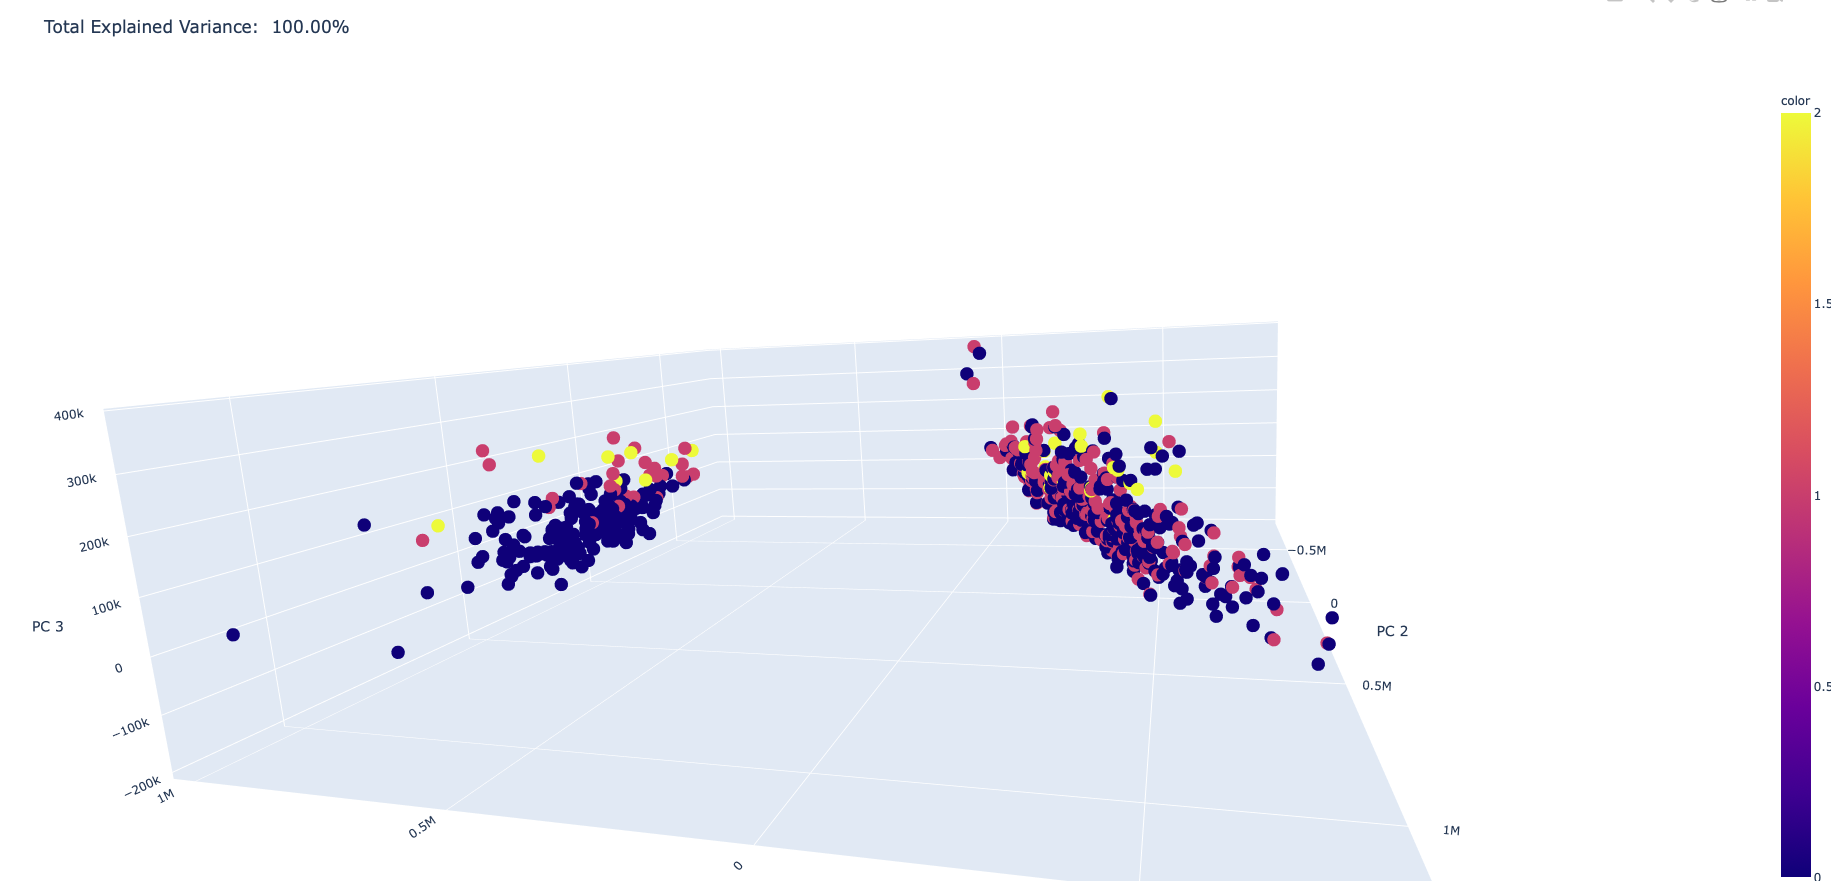 Total Explained Variance:  100.00%
color
2
1.5
1
0.5
0
400k
300k
200k
100k
0
−100k
−200k
PC 3
1M
0.5M
0
−0.5M
0
PC 2
0.5M
1M